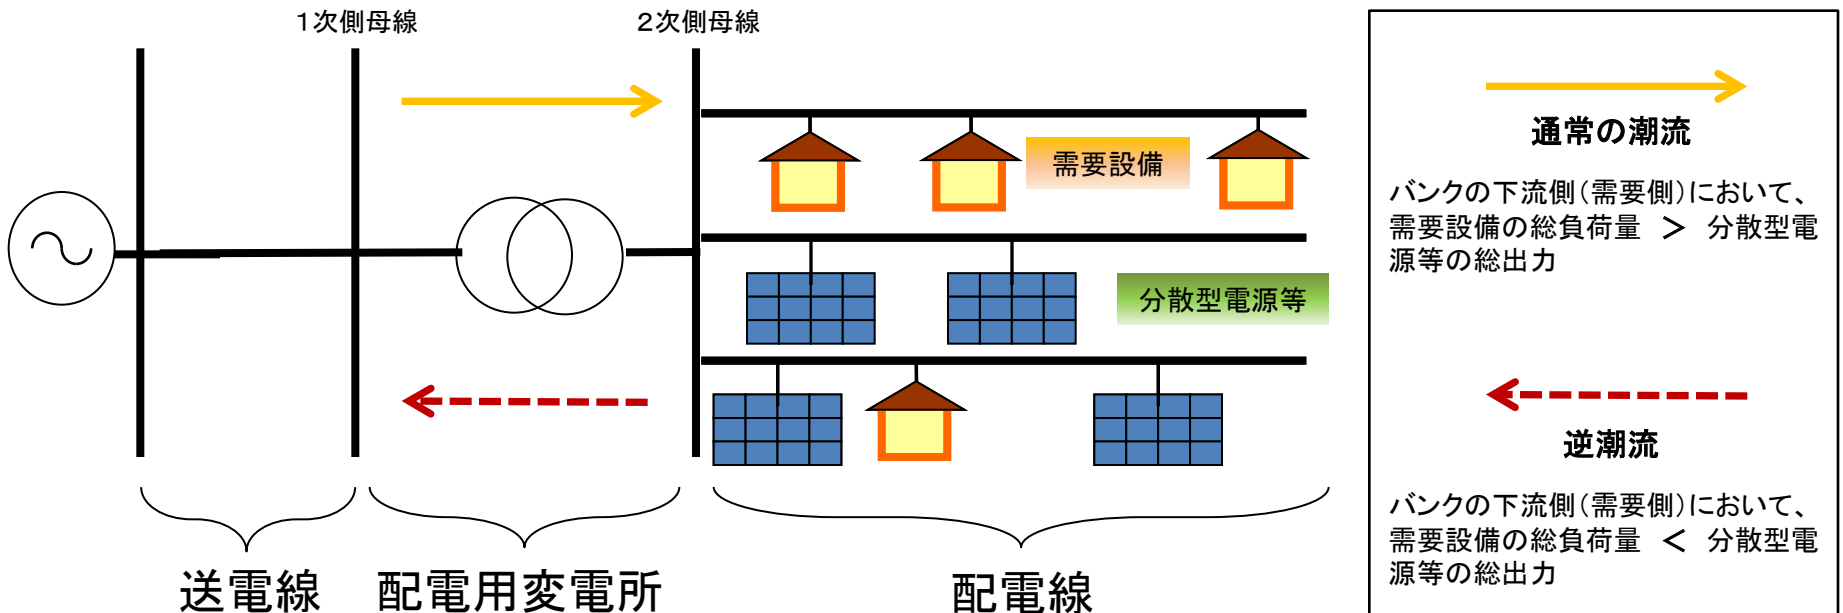 1次側母線
2次側母線
需要設備
分散型電源等
送電線
配電用変電所
配電線
通常の潮流
バンクの下流側(需要側)において、
需要設備の総負荷量 > 分散型電
源等の総出力
逆潮流
バンクの下流側(需要側)において、
需要設備の総負荷量 < 分散型電
源等の総出力